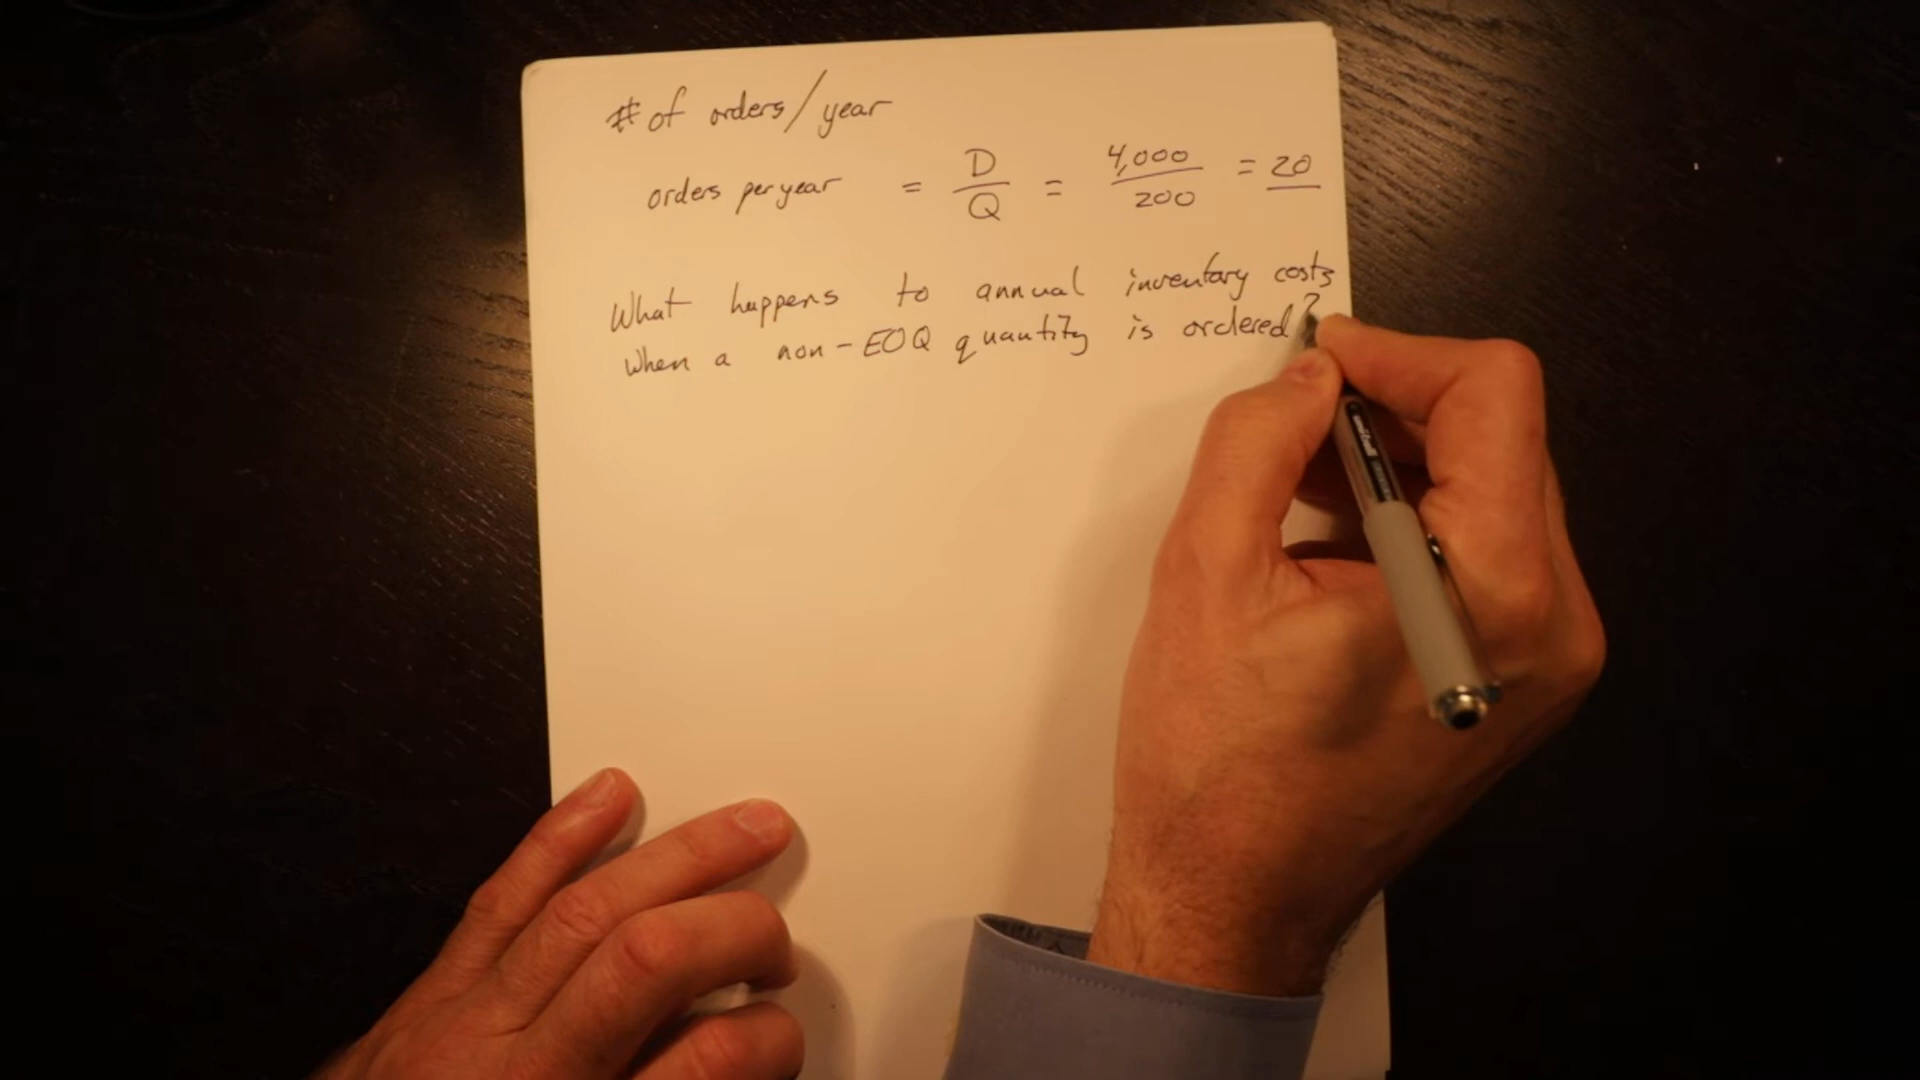 # of orders/year
orders per year = D/Q = 4,000/200 = 20
What happens to annual inventory costs
when a non-EOQ quantity is ordered?